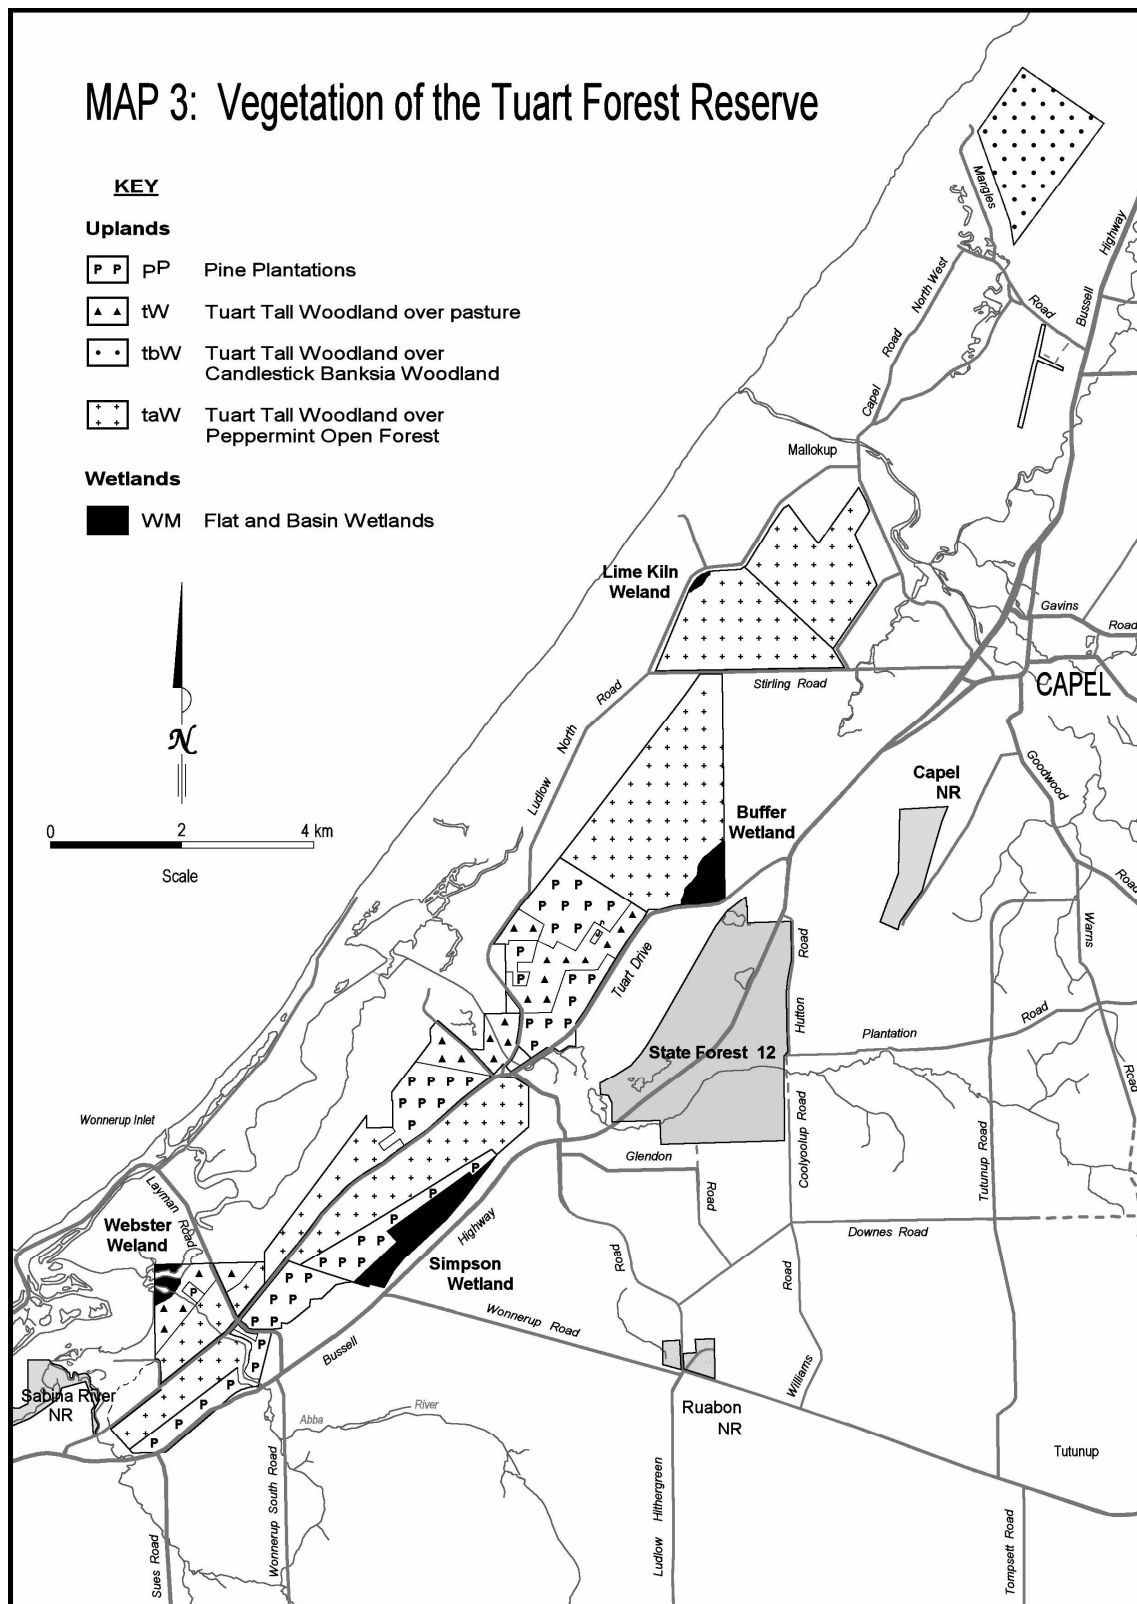 MAP 3: Vegetation of the Tuart Forest Reserve
KEY
Uplands
P P pP Pine Plantations
tW Tuart Tall Woodland over pasture
tbW Tuart Tall Woodland over
Candlestick Banksia Woodland
taW Tuart Tall Woodland over
Peppermint Open Forest
Wetlands
WM Flat and Basin Wetlands
N
0 2 4 km
Scale
Mangles
Road
Highway
Bussell
North West
Road
Capel
Mallokup
Lime Kiln
Weland
Gavins
Road
CAPEL
Stirling Road
Road
North
Ludlow
Capel
NR
Goodwood
Road
Buffer
Wetland
Warns
Road
Tuart Drive
Road
Hutton
Plantation
Road
State Forest 12
Coolyoolup Road
Tutunup Road
Wonnerup Inlet
Glendon
Road
Layman
Road
Webster
Weland
Downes Road
Highway
Simpson
Wetland
Road
Road
Wonnerup Road
Bussell
Williams
Sabina River
NR
Abba
River
Ruabon
NR
Tutunup
Wonnerup South Road
Sues Road
Ludlow Hithergreen
Tompsett Road
P P P P P P P P P
P
P
P P
P
P P P
P
P P P P
P P P
P
P
P
P P
P P P
P P
P P
P P
P
P
P
P
P
P
P